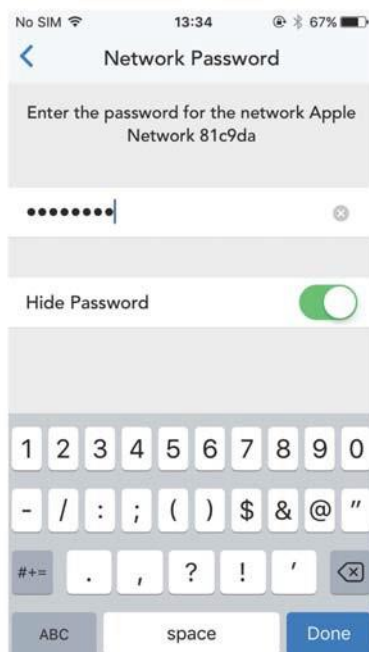 No SIM 13:34 67%
Network Password
Enter the password for the network Apple
Network 81c9da
••••••••
Hide Password
1 2 3 4 5 6 7 8 9 0
- / : ; ( ) $ & @ "
#+= . , ? ! '
ABC space Done